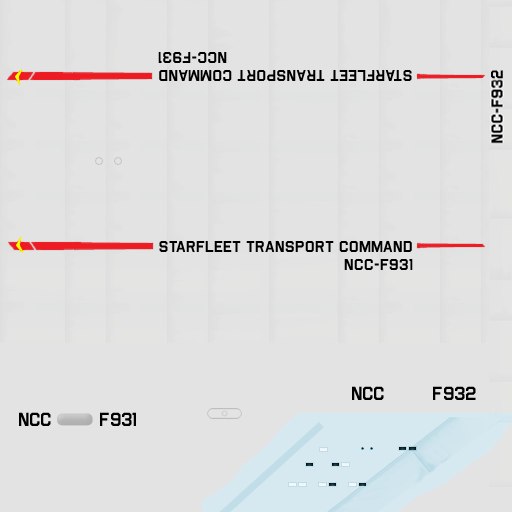 NCC-F931
STARFLEET TRANSPORT COMMAND
NCC-F932
STARFLEET TRANSPORT COMMAND
NCC-F931
NCC F932
NCC F931